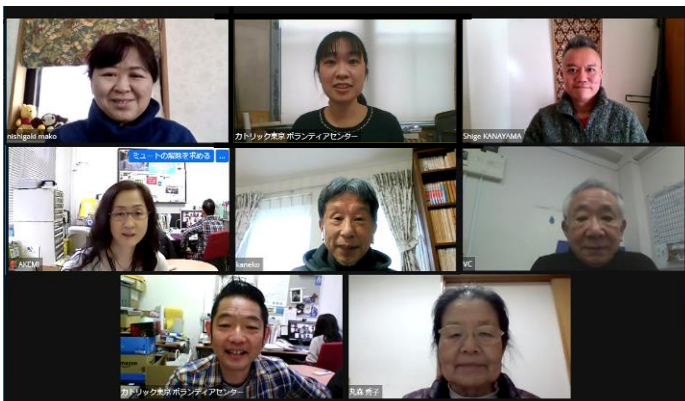 nishigaki mako
カトリック東京 ボランティアセンター
Shige KANAYAMA
ミュートの解除を求める
...
AKEMI
kaneko
VC
カトリック東京 ボランティアセンター
丸森 秀子